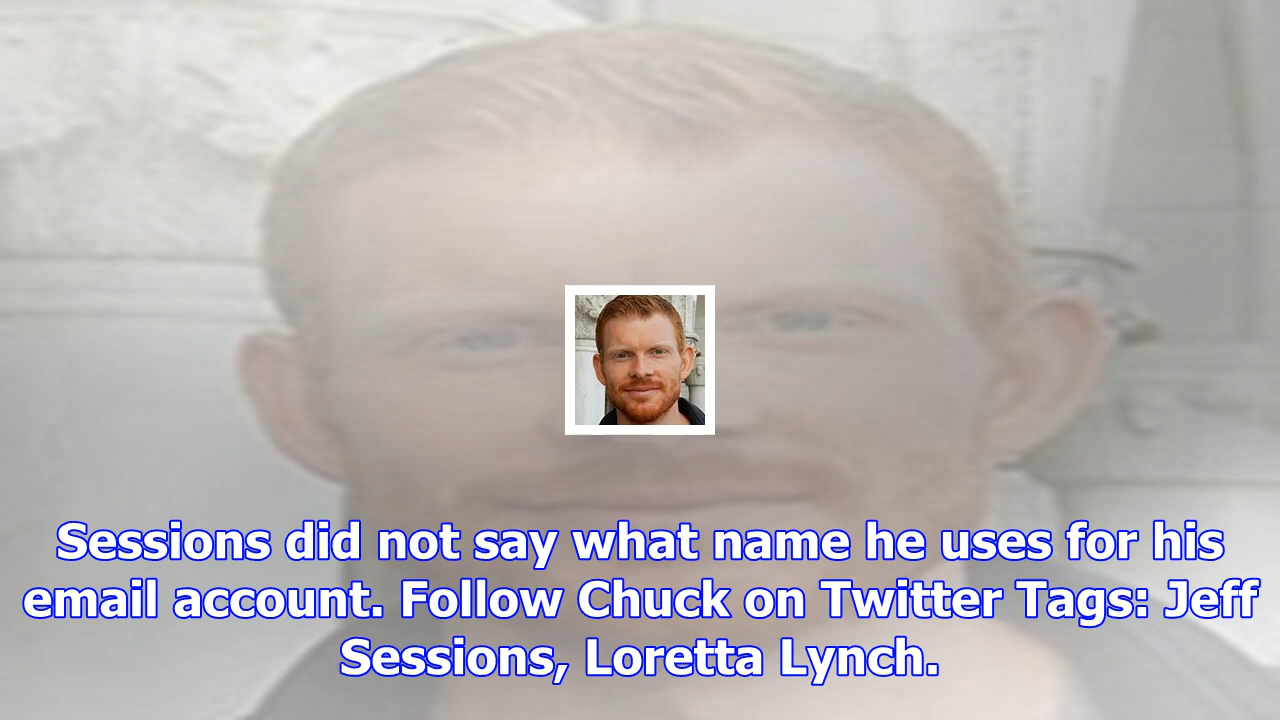 Sessions did not say what name he uses for his
email account. Follow Chuck on Twitter Tags: Jeff
Sessions, Loretta Lynch.